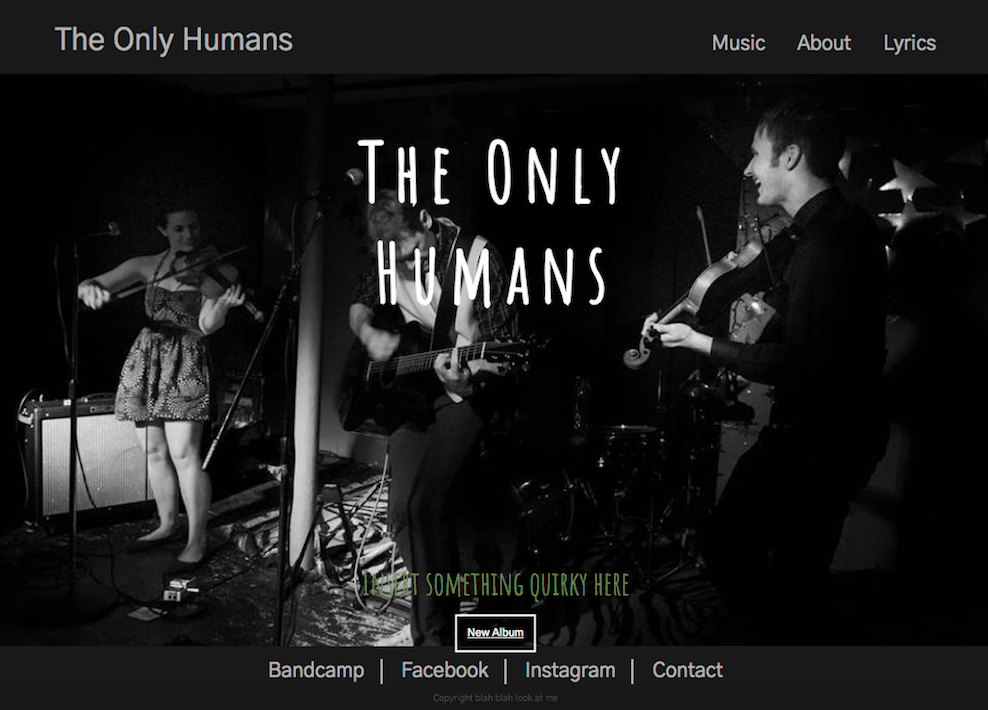 The Only Humans
Music About Lyrics
The Only
Humans
Insert something quirky here
New Album
Bandcamp | Facebook | Instagram | Contact
Copyright blah blah look at me